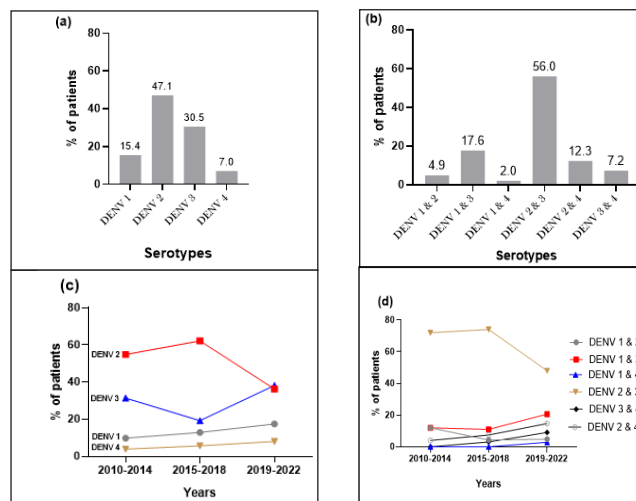 (a)
% of patients
80
60
40
20
0
15.4
47.1
30.5
7.0
DENV 1
DENV 2
DENV 3
DENV 4
Serotypes
(b)
% of patients
80
60
40
20
0
4.9
17.6
2.0
56.0
12.3
7.2
DENV 1 & 2
DENV 1 & 3
DENV 1 & 4
DENV 2 & 3
DENV 2 & 4
DENV 3 & 4
Serotypes
(c)
% of patients
80
60
40
20
0
DENV 2
DENV 3
DENV 1
DENV 4
2010-2014
2015-2018
2019-2022
Years
(d)
% of patients
80
60
40
20
0
2010-2014
2015-2018
2019-2022
Years
DENV 1 &
DENV 1 &
DENV 1 & 4
DENV 2 &
DENV 3 &
DENV 2 & 4